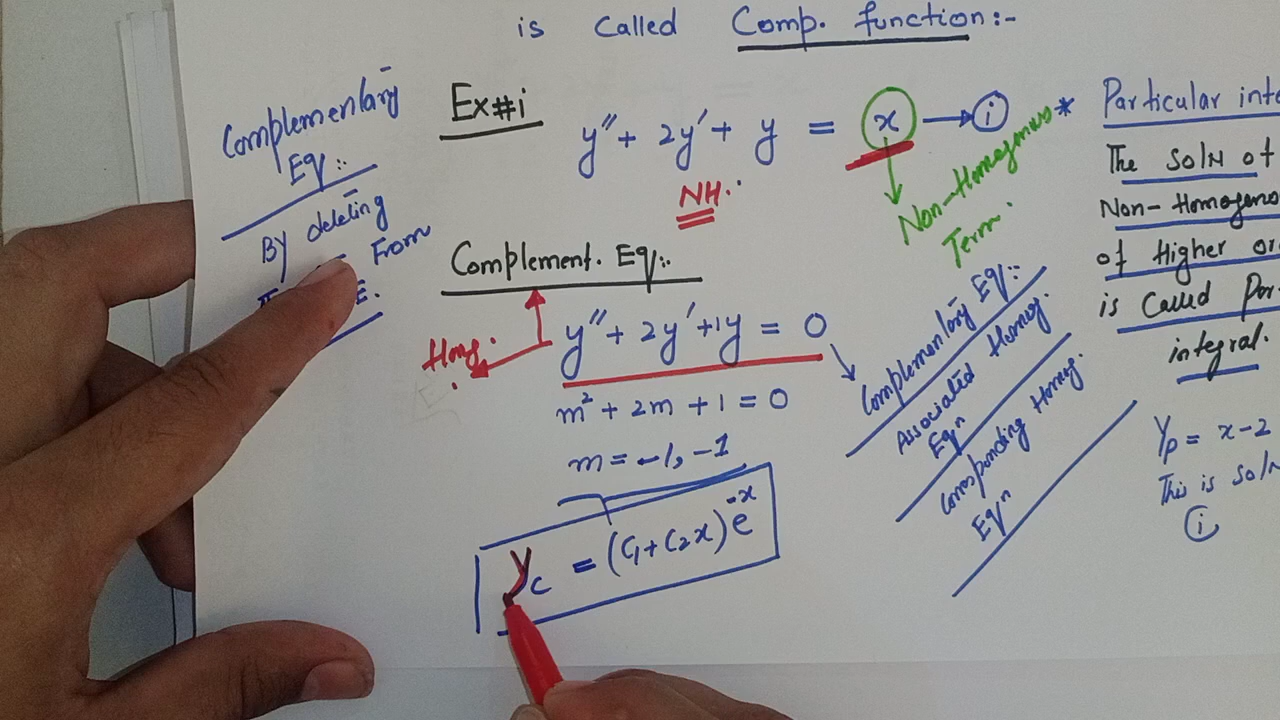 is Called Comp. function:-
Complementary
Eq:.
By deleting
From
E.
Ex#i
y'' + 2y' + y = x → i
NH.
Non-Homogenous
Term.
Complement. Eq:.
Homg.
y'' + 2y' + 1y = 0
m² + 2m + 1 = 0
m = -1, -1
yc = (C1 + C2x) e^-x
Complementary Eq:.
Associated Homog.
Eqⁿ
Corresponding Homog.
Eqⁿ
* Particular inte
The SolN of
Non-Homogeno
of Higher or
is Called Par
integral.
Yp = x-2
This is Soln
i